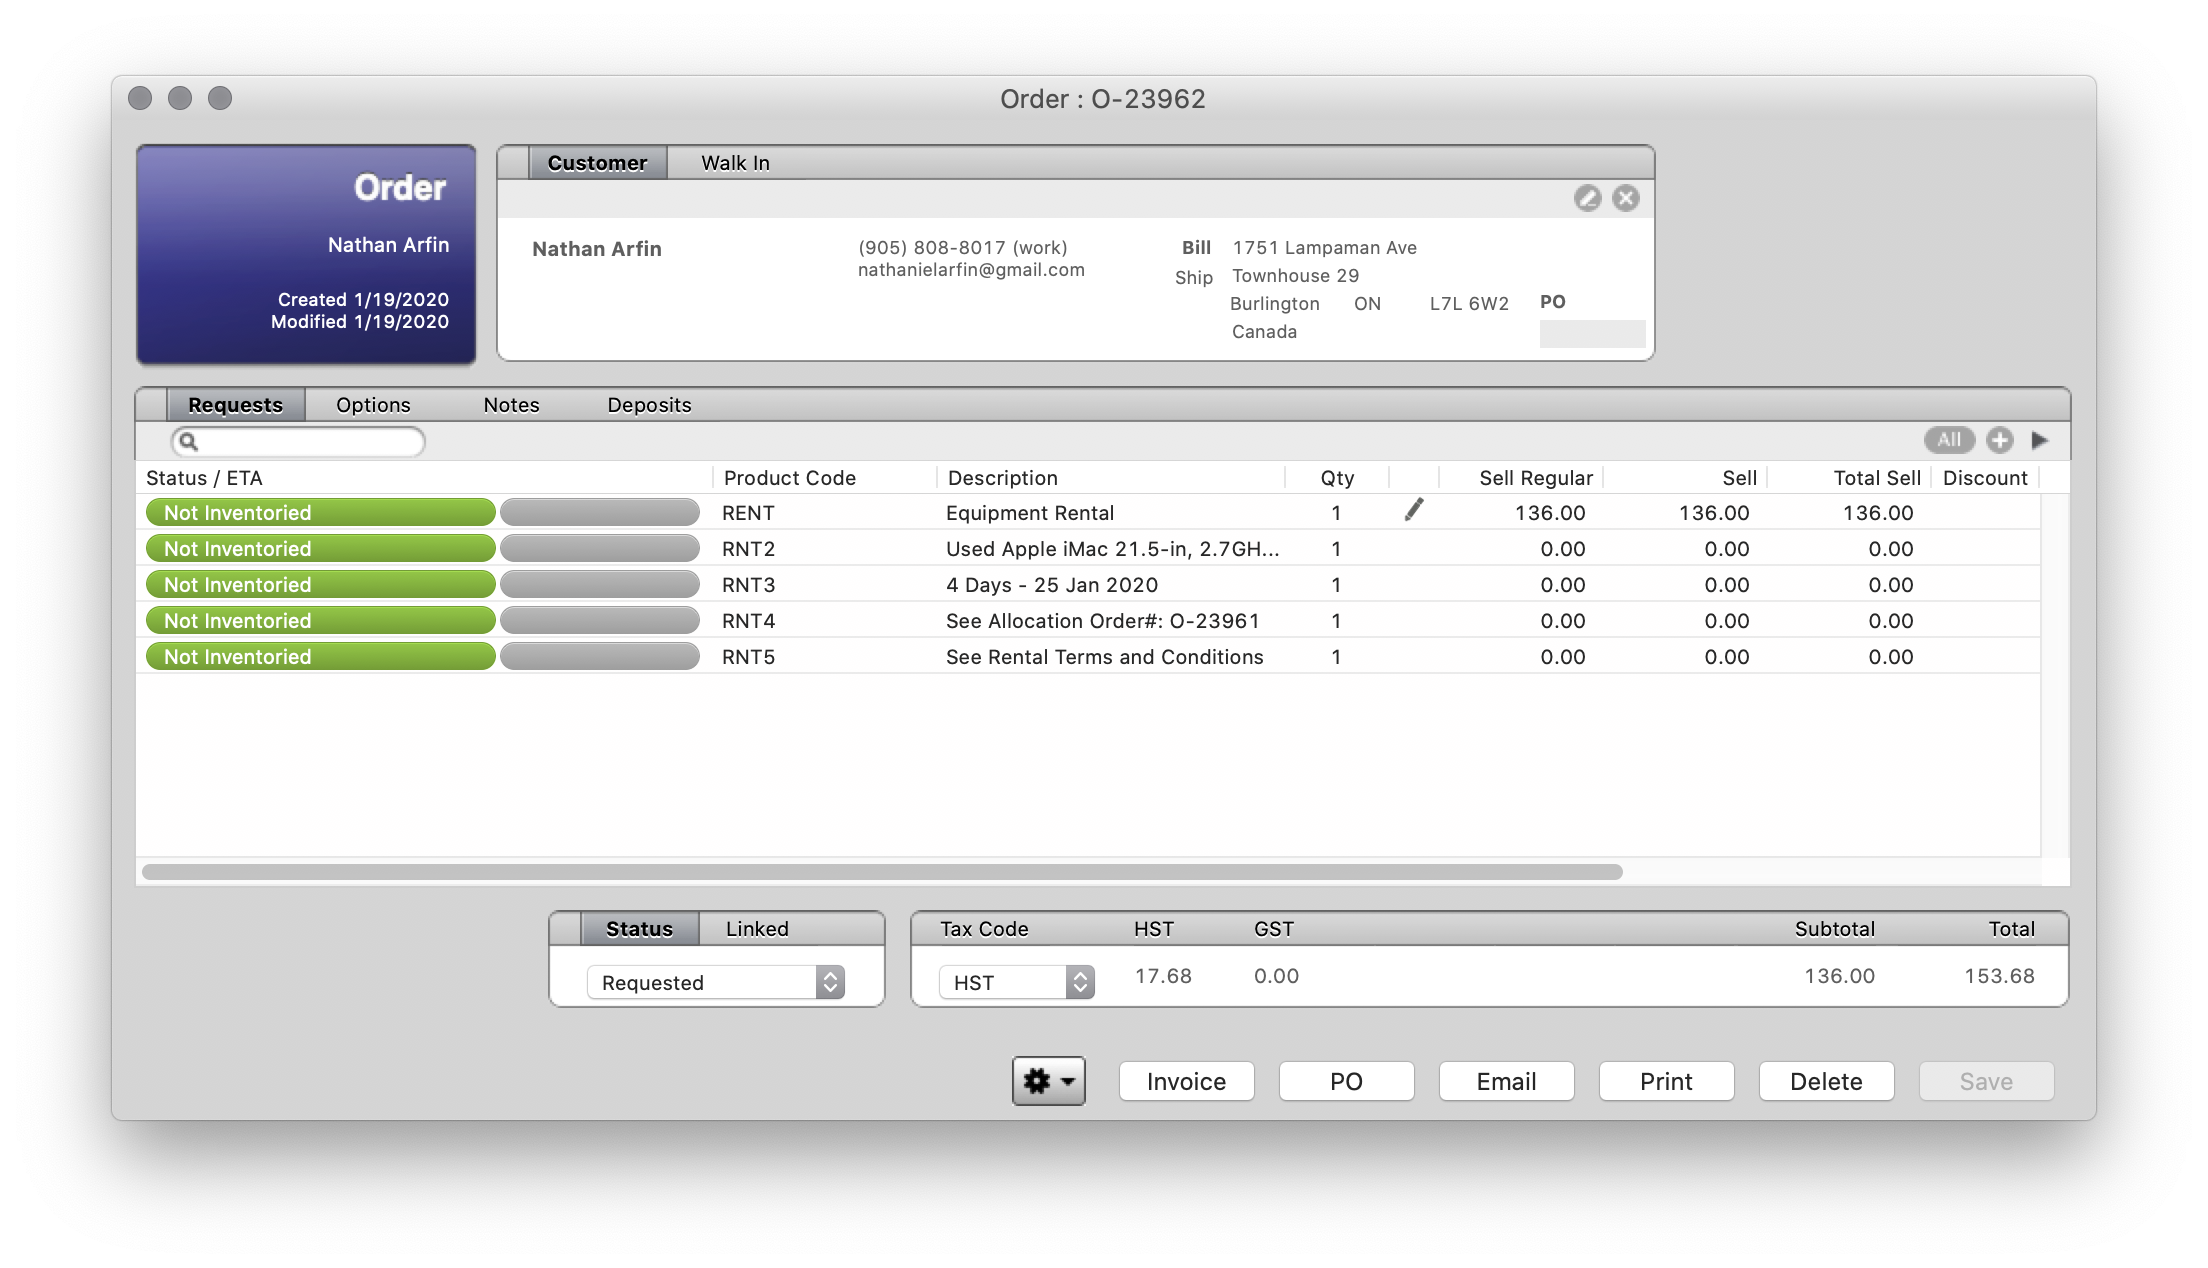 Order : O-23962
Order
Nathan Arfin
Created 1/19/2020
Modified 1/19/2020
Customer Walk In
Nathan Arfin
(905) 808-8017 (work)
nathanielarfin@gmail.com
Bill 1751 Lampaman Ave
Ship Townhouse 29
Burlington ON L7L 6W2 PO
Canada
Requests Options Notes Deposits
All
Status / ETA Product Code Description Qty Sell Regular Sell Total Sell Discount
Not Inventoried RENT Equipment Rental 1 136.00 136.00 136.00
Not Inventoried RNT2 Used Apple iMac 21.5-in, 2.7GH... 1 0.00 0.00 0.00
Not Inventoried RNT3 4 Days - 25 Jan 2020 1 0.00 0.00 0.00
Not Inventoried RNT4 See Allocation Order#: O-23961 1 0.00 0.00 0.00
Not Inventoried RNT5 See Rental Terms and Conditions 1 0.00 0.00 0.00
Status Linked
Requested
Tax Code HST GST Subtotal Total
HST 17.68 0.00 136.00 153.68
Invoice PO Email Print Delete Save